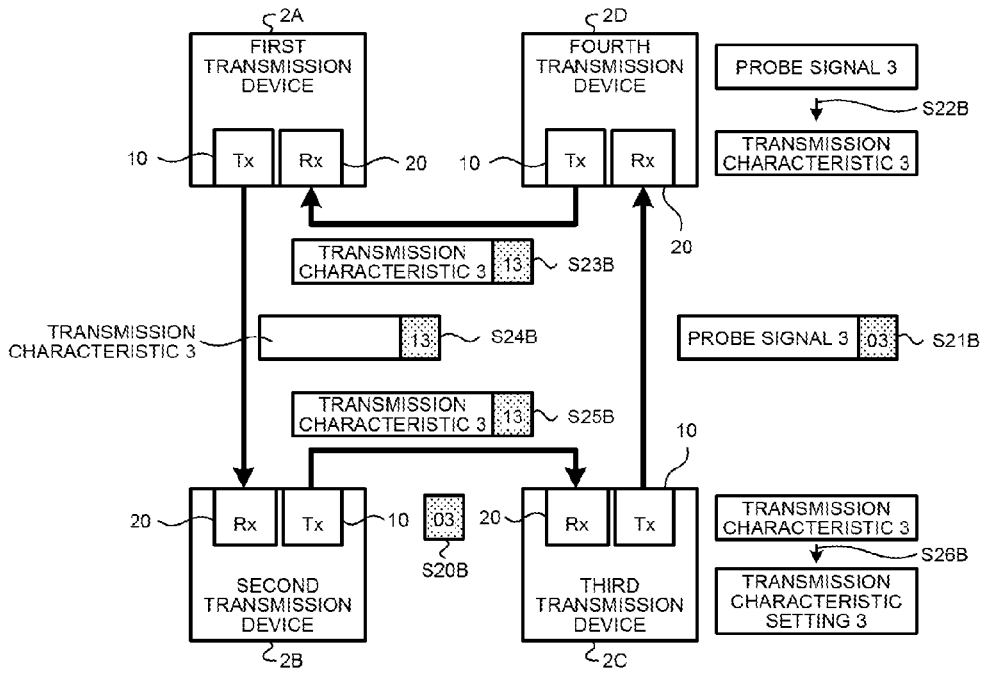 2A
FIRST
TRANSMISSION
DEVICE
10
Tx
Rx
20
2D
FOURTH
TRANSMISSION
DEVICE
10
Tx
Rx
20
PROBE SIGNAL 3
S22B
TRANSMISSION
CHARACTERISTIC 3
TRANSMISSION
CHARACTERISTIC 3
13
S23B
TRANSMISSION
CHARACTERISTIC 3
13
S24B
PROBE SIGNAL 3
03
S21B
TRANSMISSION
CHARACTERISTIC 3
13
S25B
20
Rx
Tx
10
SECOND
TRANSMISSION
DEVICE
2B
03
S20B
10
20
Rx
Tx
THIRD
TRANSMISSION
DEVICE
2C
TRANSMISSION
CHARACTERISTIC 3
S26B
TRANSMISSION
CHARACTERISTIC
SETTING 3